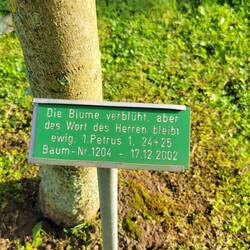 Die Blume verblüht, aber
das Wort des Herren bleibt
ewig. 1.Petrus 1, 24+25
Baum-Nr 1204 - 17.12.2002